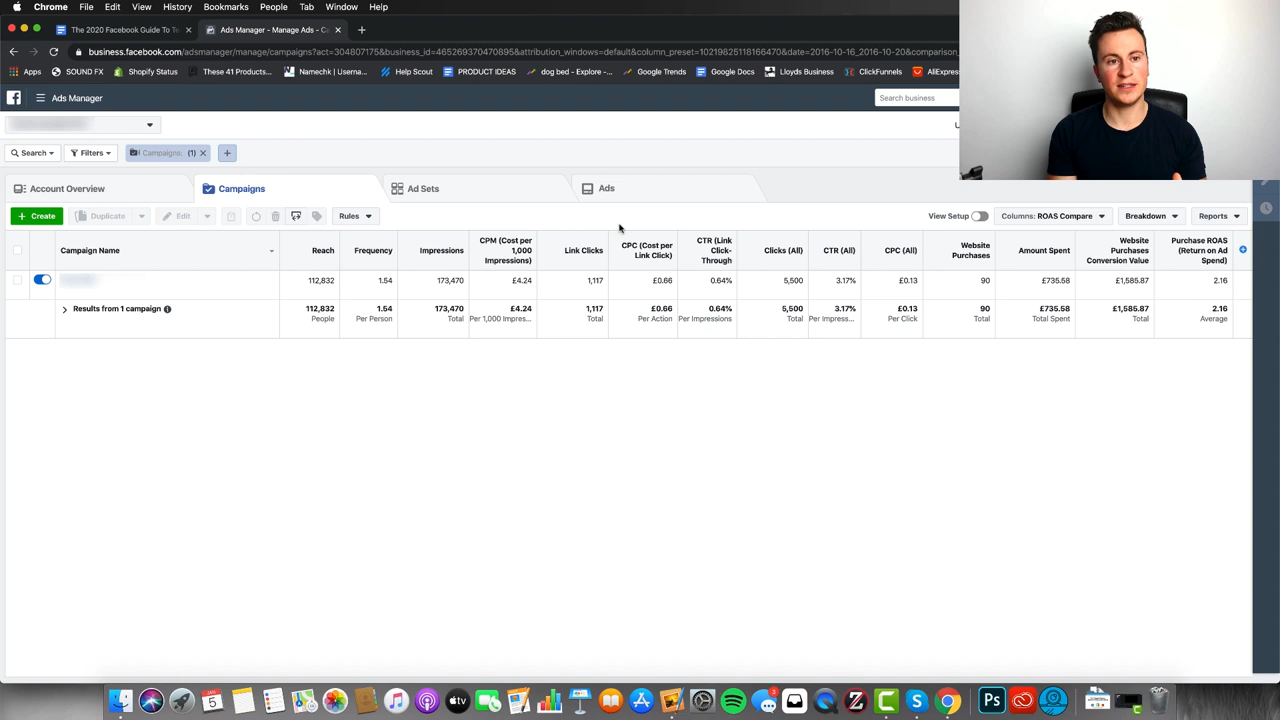 Chrome File Edit View History Bookmarks People Tab Window Help
The 2020 Facebook Guide To Te
Ads Manager - Manage Ads - Ca
business.facebook.com/adsmanager/manage/campaigns?act=304807175&business_id=465269370470895&attribution_windows=default&column_preset=10219825118166470&date=2016-10-16_2016-10-20&comparison_
Apps SOUND FX Shopify Status These 41 Products... Namechk | Userna... Help Scout PRODUCT IDEAS dog bed - Explore -... Google Trends Google Docs Lloyds Business ClickFunnels AliExpres
Ads Manager
Search business
Search Filters Campaigns: (1)
Account Overview Campaigns Ad Sets Ads
+ Create Duplicate Edit Rules View Setup Columns: ROAS Compare Breakdown Reports
Campaign Name Reach Frequency Impressions CPM (Cost per 1,000 Impressions) Link Clicks CPC (Cost per Link Click) CTR (Link Click-Through Clicks (All) CTR (All) CPC (All) Website Purchases Amount Spent Website Purchases Conversion Value Purchase ROAS (Return on Ad Spend)
112,832 1.54 173,470 £4.24 1,117 £0.66 0.64% 5,500 3.17% £0.13 90 £735.58 £1,585.87 2.16
Results from 1 campaign 112,832 1.54 173,470 £4.24 1,117 £0.66 0.64% 5,500 3.17% £0.13 90 £735.58 £1,585.87 2.16
People Per Person Total Per 1,000 Impres... Total Per Action Per Impressions Total Per Impress... Per Click Total Total Spent Total Average
JAN
5
3
Z
S
Ps